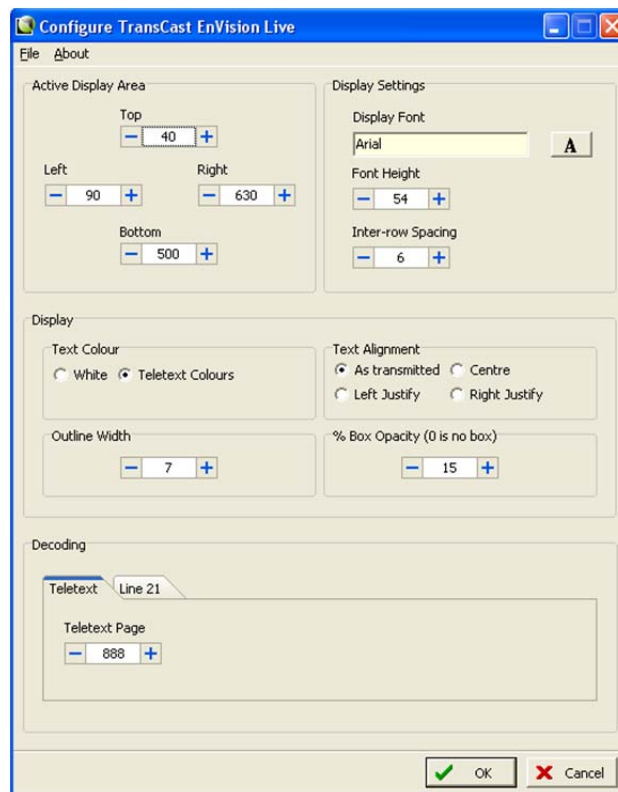 Configure TransCast EnVision Live
File About
Active Display Area
Top
40
Left Right
90 630
Bottom
500
Display Settings
Display Font
Arial A
Font Height
54
Inter-row Spacing
6
Display
Text Colour
White Teletext Colours
Text Alignment
As transmitted Centre
Left Justify Right Justify
Outline Width
7
% Box Opacity (0 is no box)
15
Decoding
Teletext Line 21
Teletext Page
888
OK Cancel